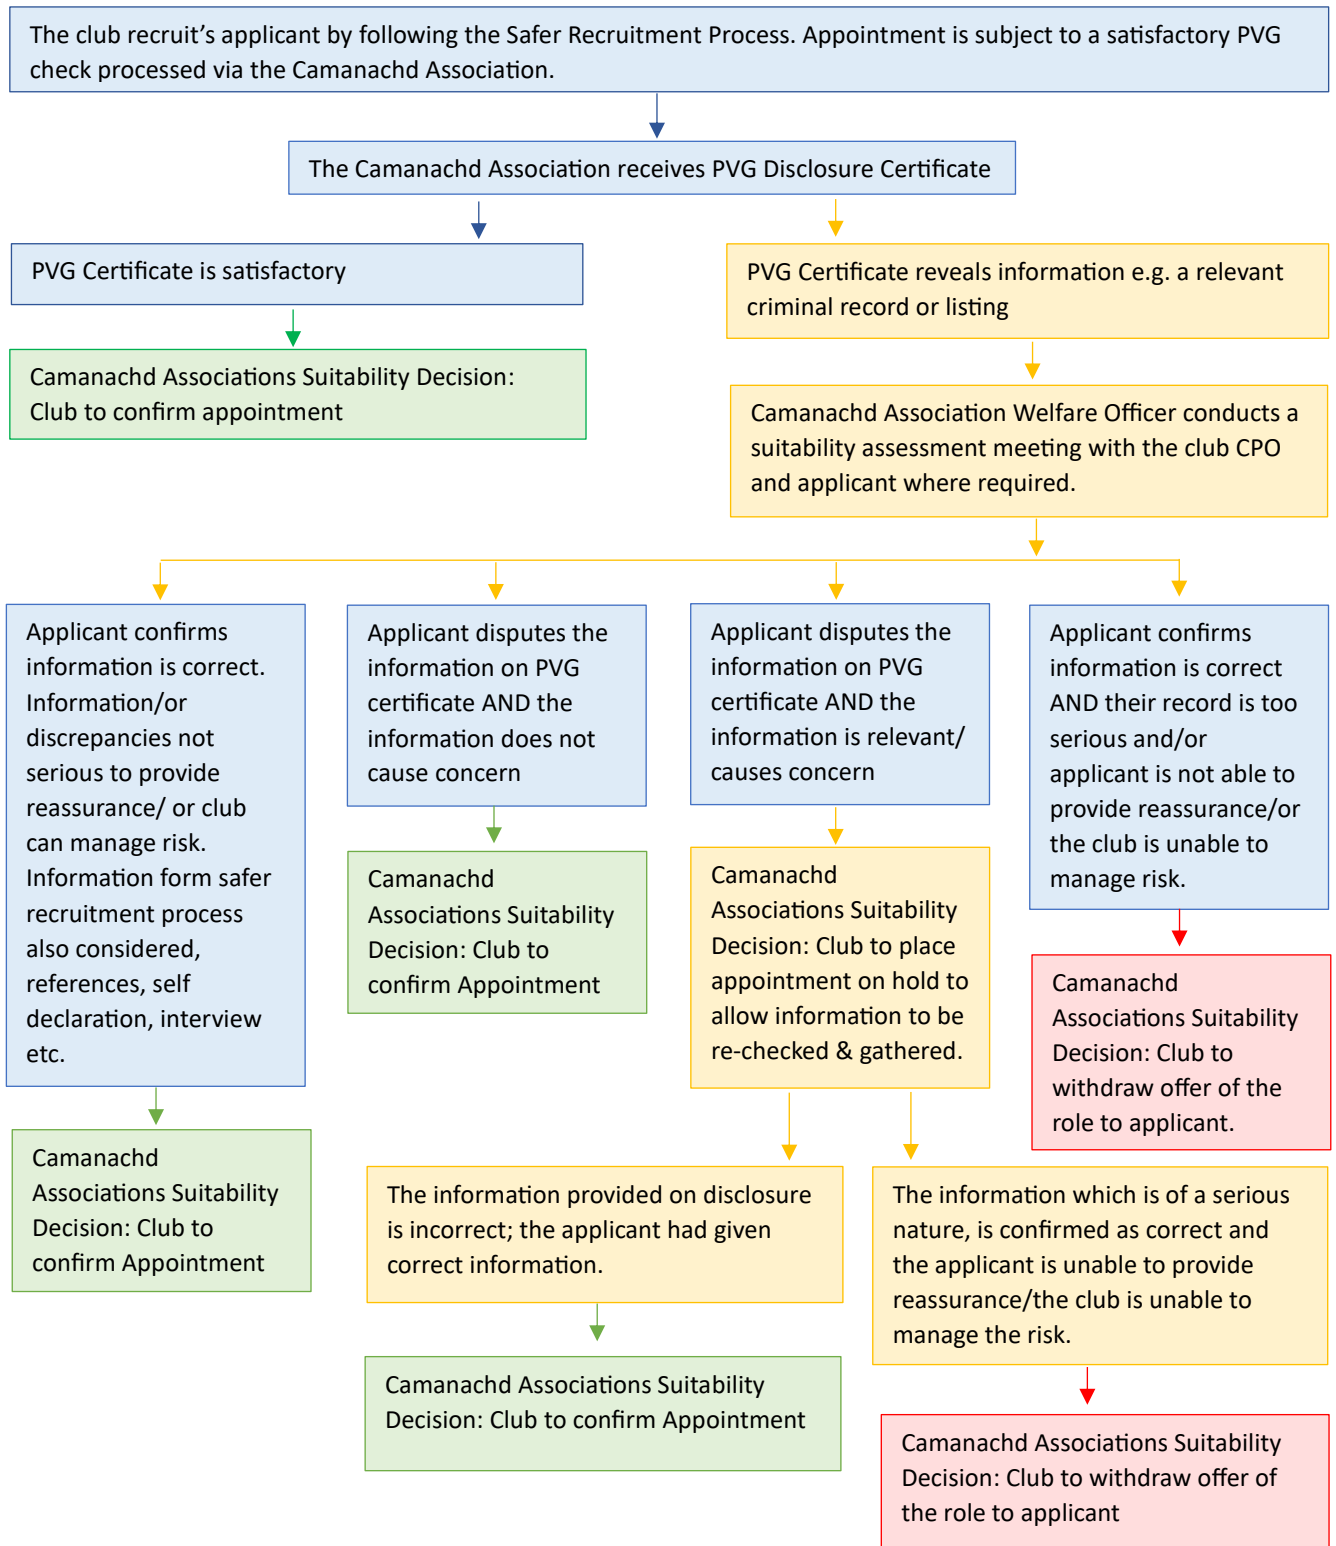 The club recruit's applicant by following the Safer Recruitment Process. Appointment is subject to a satisfactory PVG
check processed via the Camanachd Association.
The Camanachd Association receives PVG Disclosure Certificate
PVG Certificate is satisfactory
PVG Certificate reveals information e.g. a relevant
criminal record or listing
Camanachd Associations Suitability Decision:
Club to confirm appointment
Camanachd Association Welfare Officer conducts a
suitability assessment meeting with the club CPO
and applicant where required.
Applicant confirms
information is correct.
Information/or
discrepancies not
serious to provide
reassurance/ or club
can manage risk.
Information form safer
recruitment process
also considered,
references, self
declaration, interview
etc.
Applicant disputes the
information on PVG
certificate AND the
information does not
cause concern
Applicant disputes the
information on PVG
certificate AND the
information is relevant/
causes concern
Applicant confirms
information is correct
AND their record is too
serious and/or
applicant is not able to
provide reassurance/or
the club is unable to
manage risk.
Camanachd
Associations Suitability
Decision: Club to
confirm Appointment
Camanachd
Associations Suitability
Decision: Club to place
appointment on hold to
allow information to be
re-checked & gathered.
Camanachd
Associations Suitability
Decision: Club to
withdraw offer of the
role to applicant.
Camanachd
Associations Suitability
Decision: Club to
confirm Appointment
The information provided on disclosure
is incorrect; the applicant had given
correct information.
The information which is of a serious
nature, is confirmed as correct and
the applicant is unable to provide
reassurance/the club is unable to
manage the risk.
Camanachd Associations Suitability
Decision: Club to confirm Appointment
Camanachd Associations Suitability
Decision: Club to withdraw offer of
the role to applicant